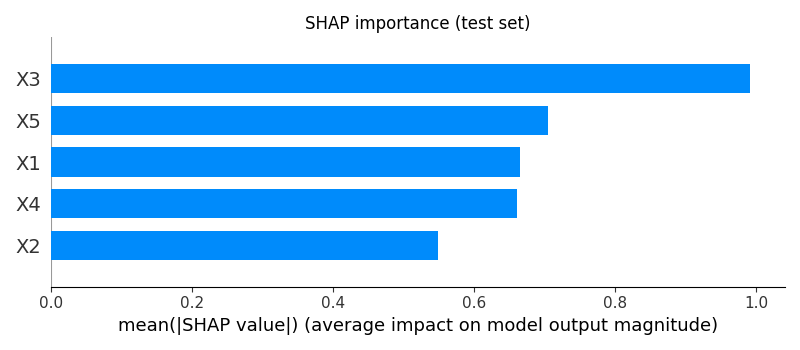 SHAP importance (test set)
X3
X5
X1
X4
X2
0.0 0.2 0.4 0.6 0.8 1.0
mean(|SHAP value|) (average impact on model output magnitude)